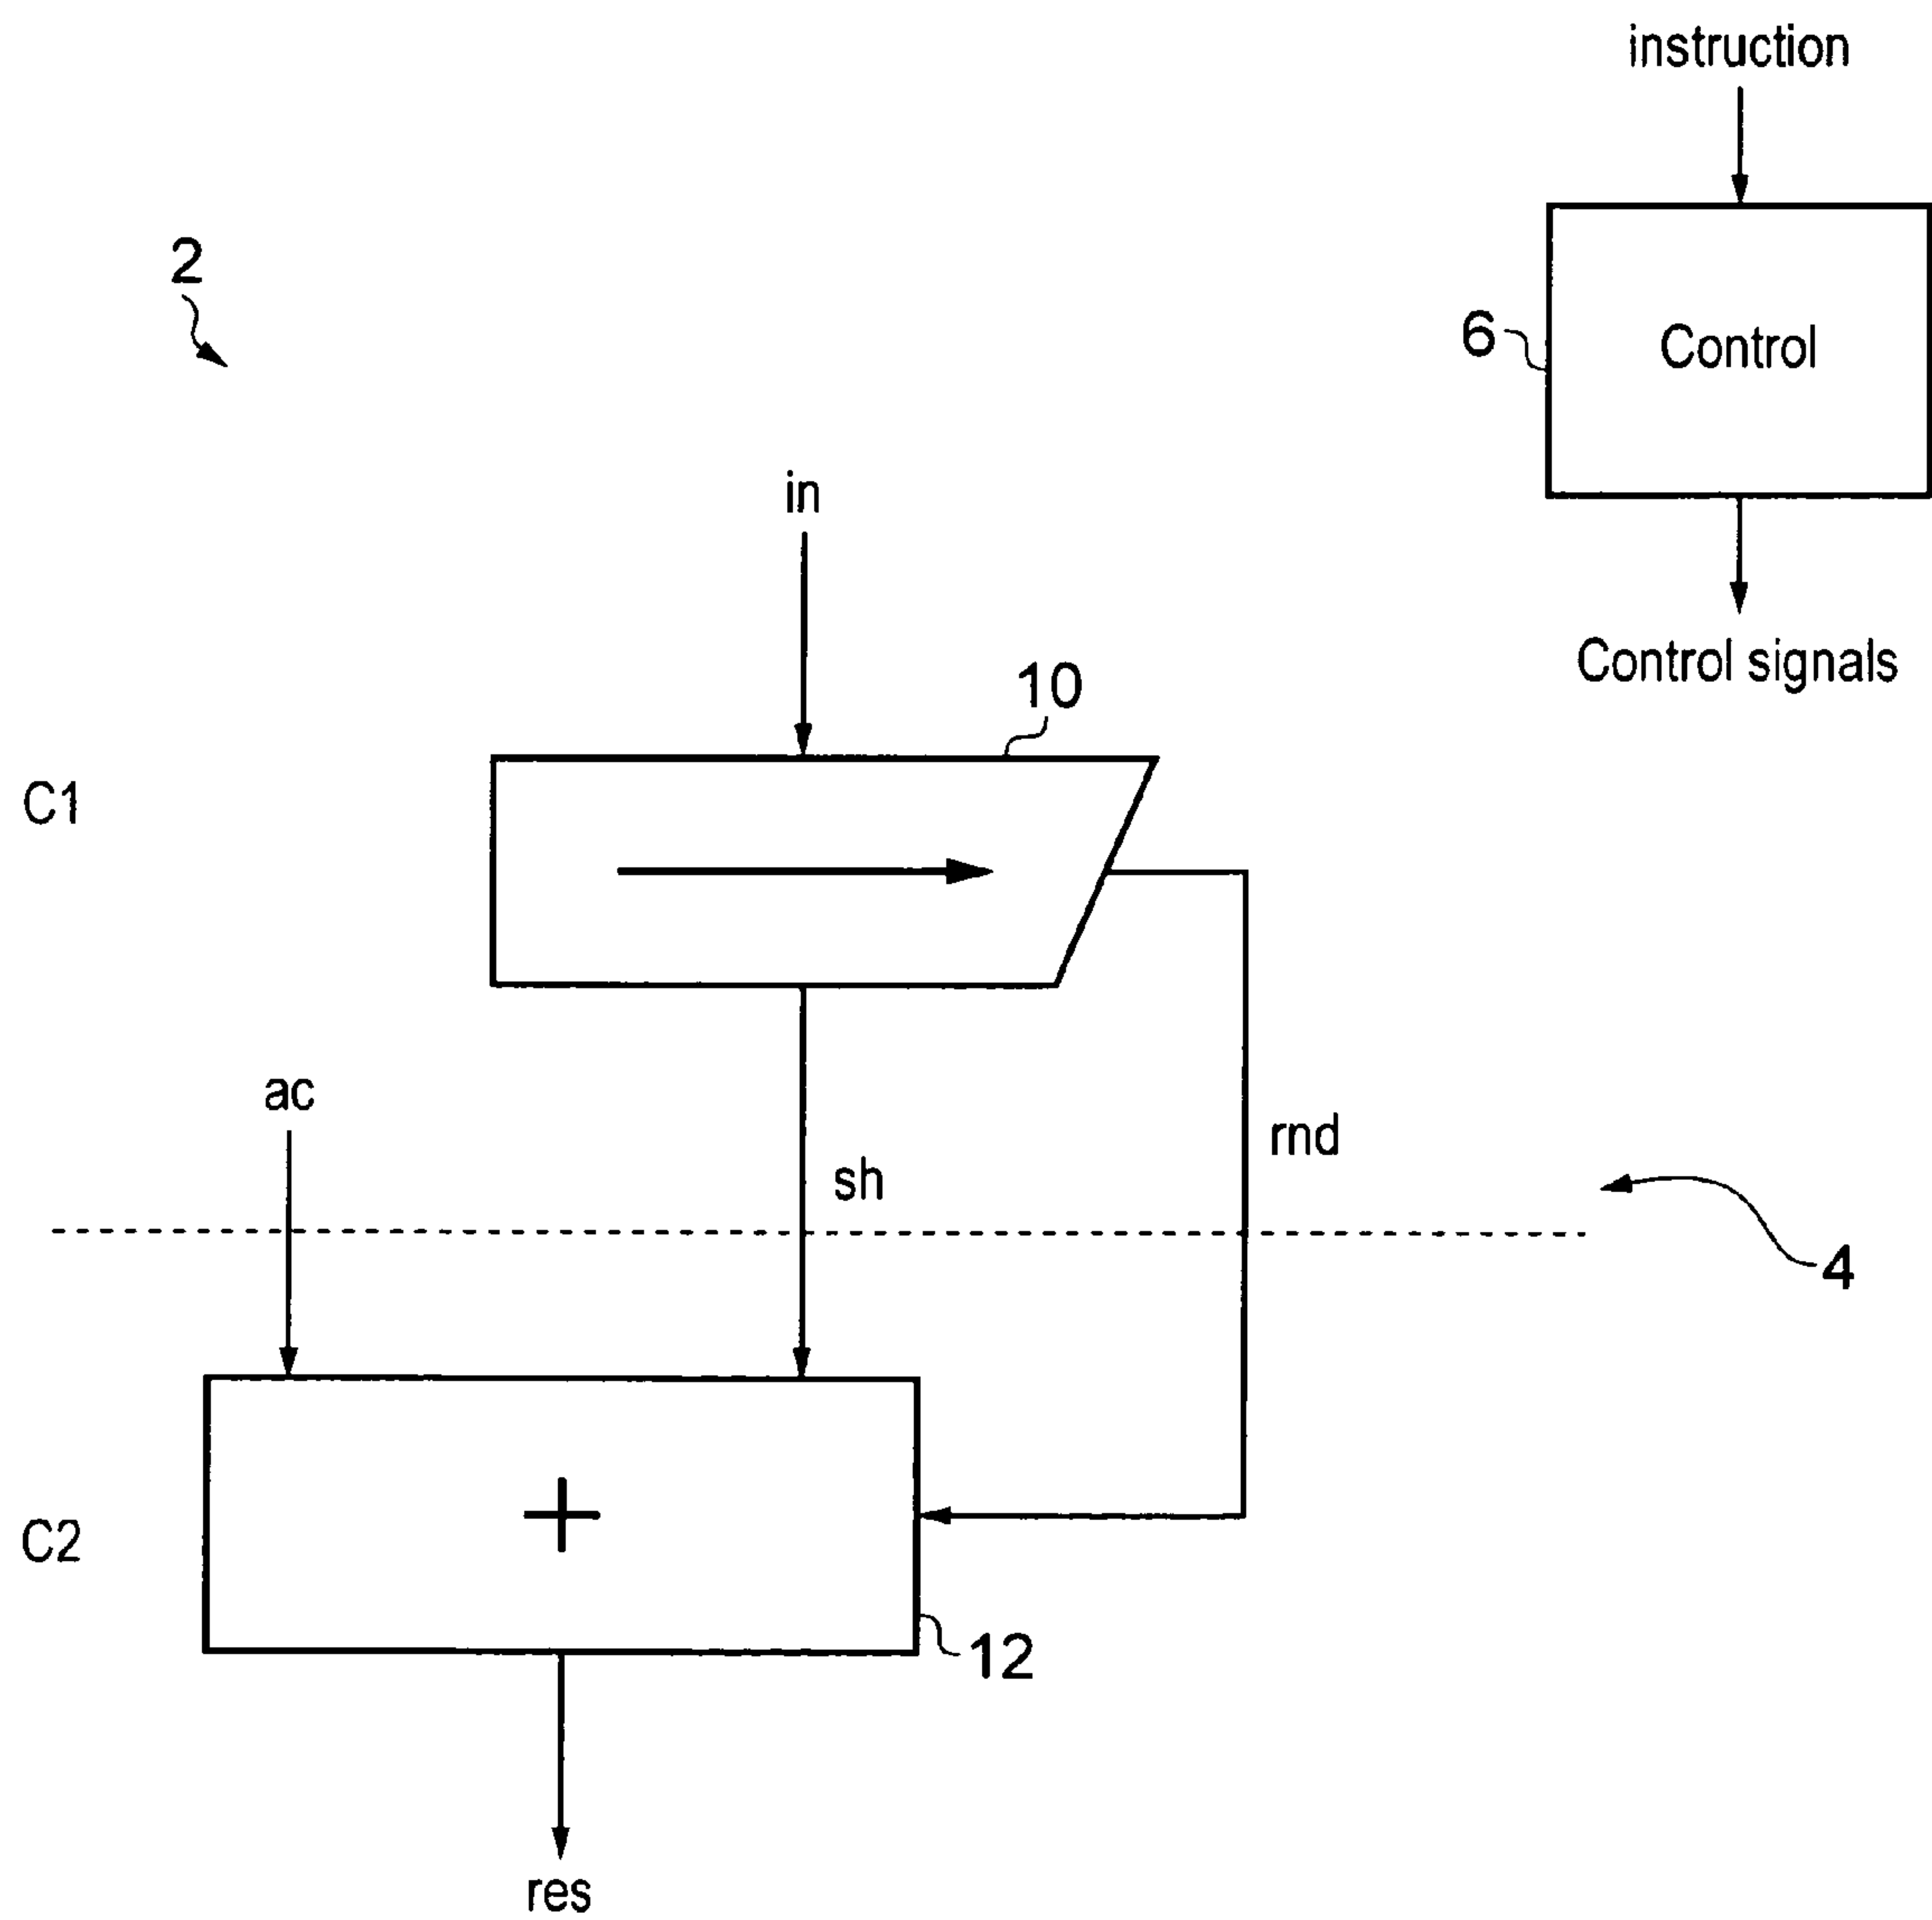 instruction
2
6
Control
in
Control signals
10
C1
ac
rnd
sh
4
C2
+
12
res